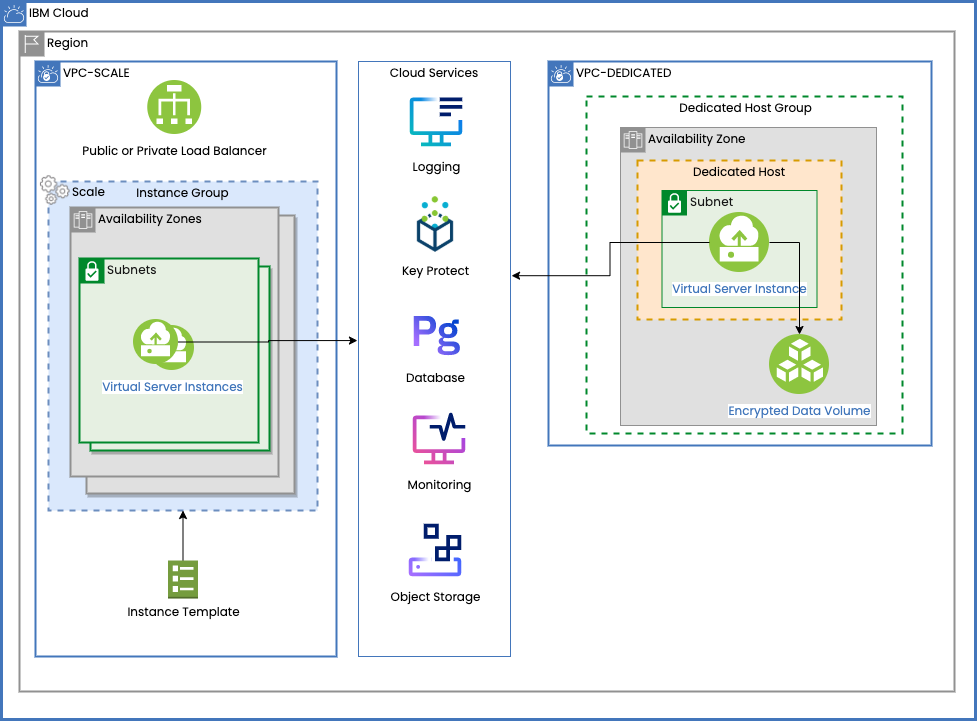 IBM Cloud
Region
VPC-SCALE
Public or Private Load Balancer
Scale
Instance Group
Availability Zones
Subnets
Virtual Server Instances
Instance Template
Cloud Services
Logging
Key Protect
Pg
Database
Monitoring
Object Storage
VPC-DEDICATED
Dedicated Host Group
Availability Zone
Dedicated Host
Subnet
Virtual Server Instance
Encrypted Data Volume